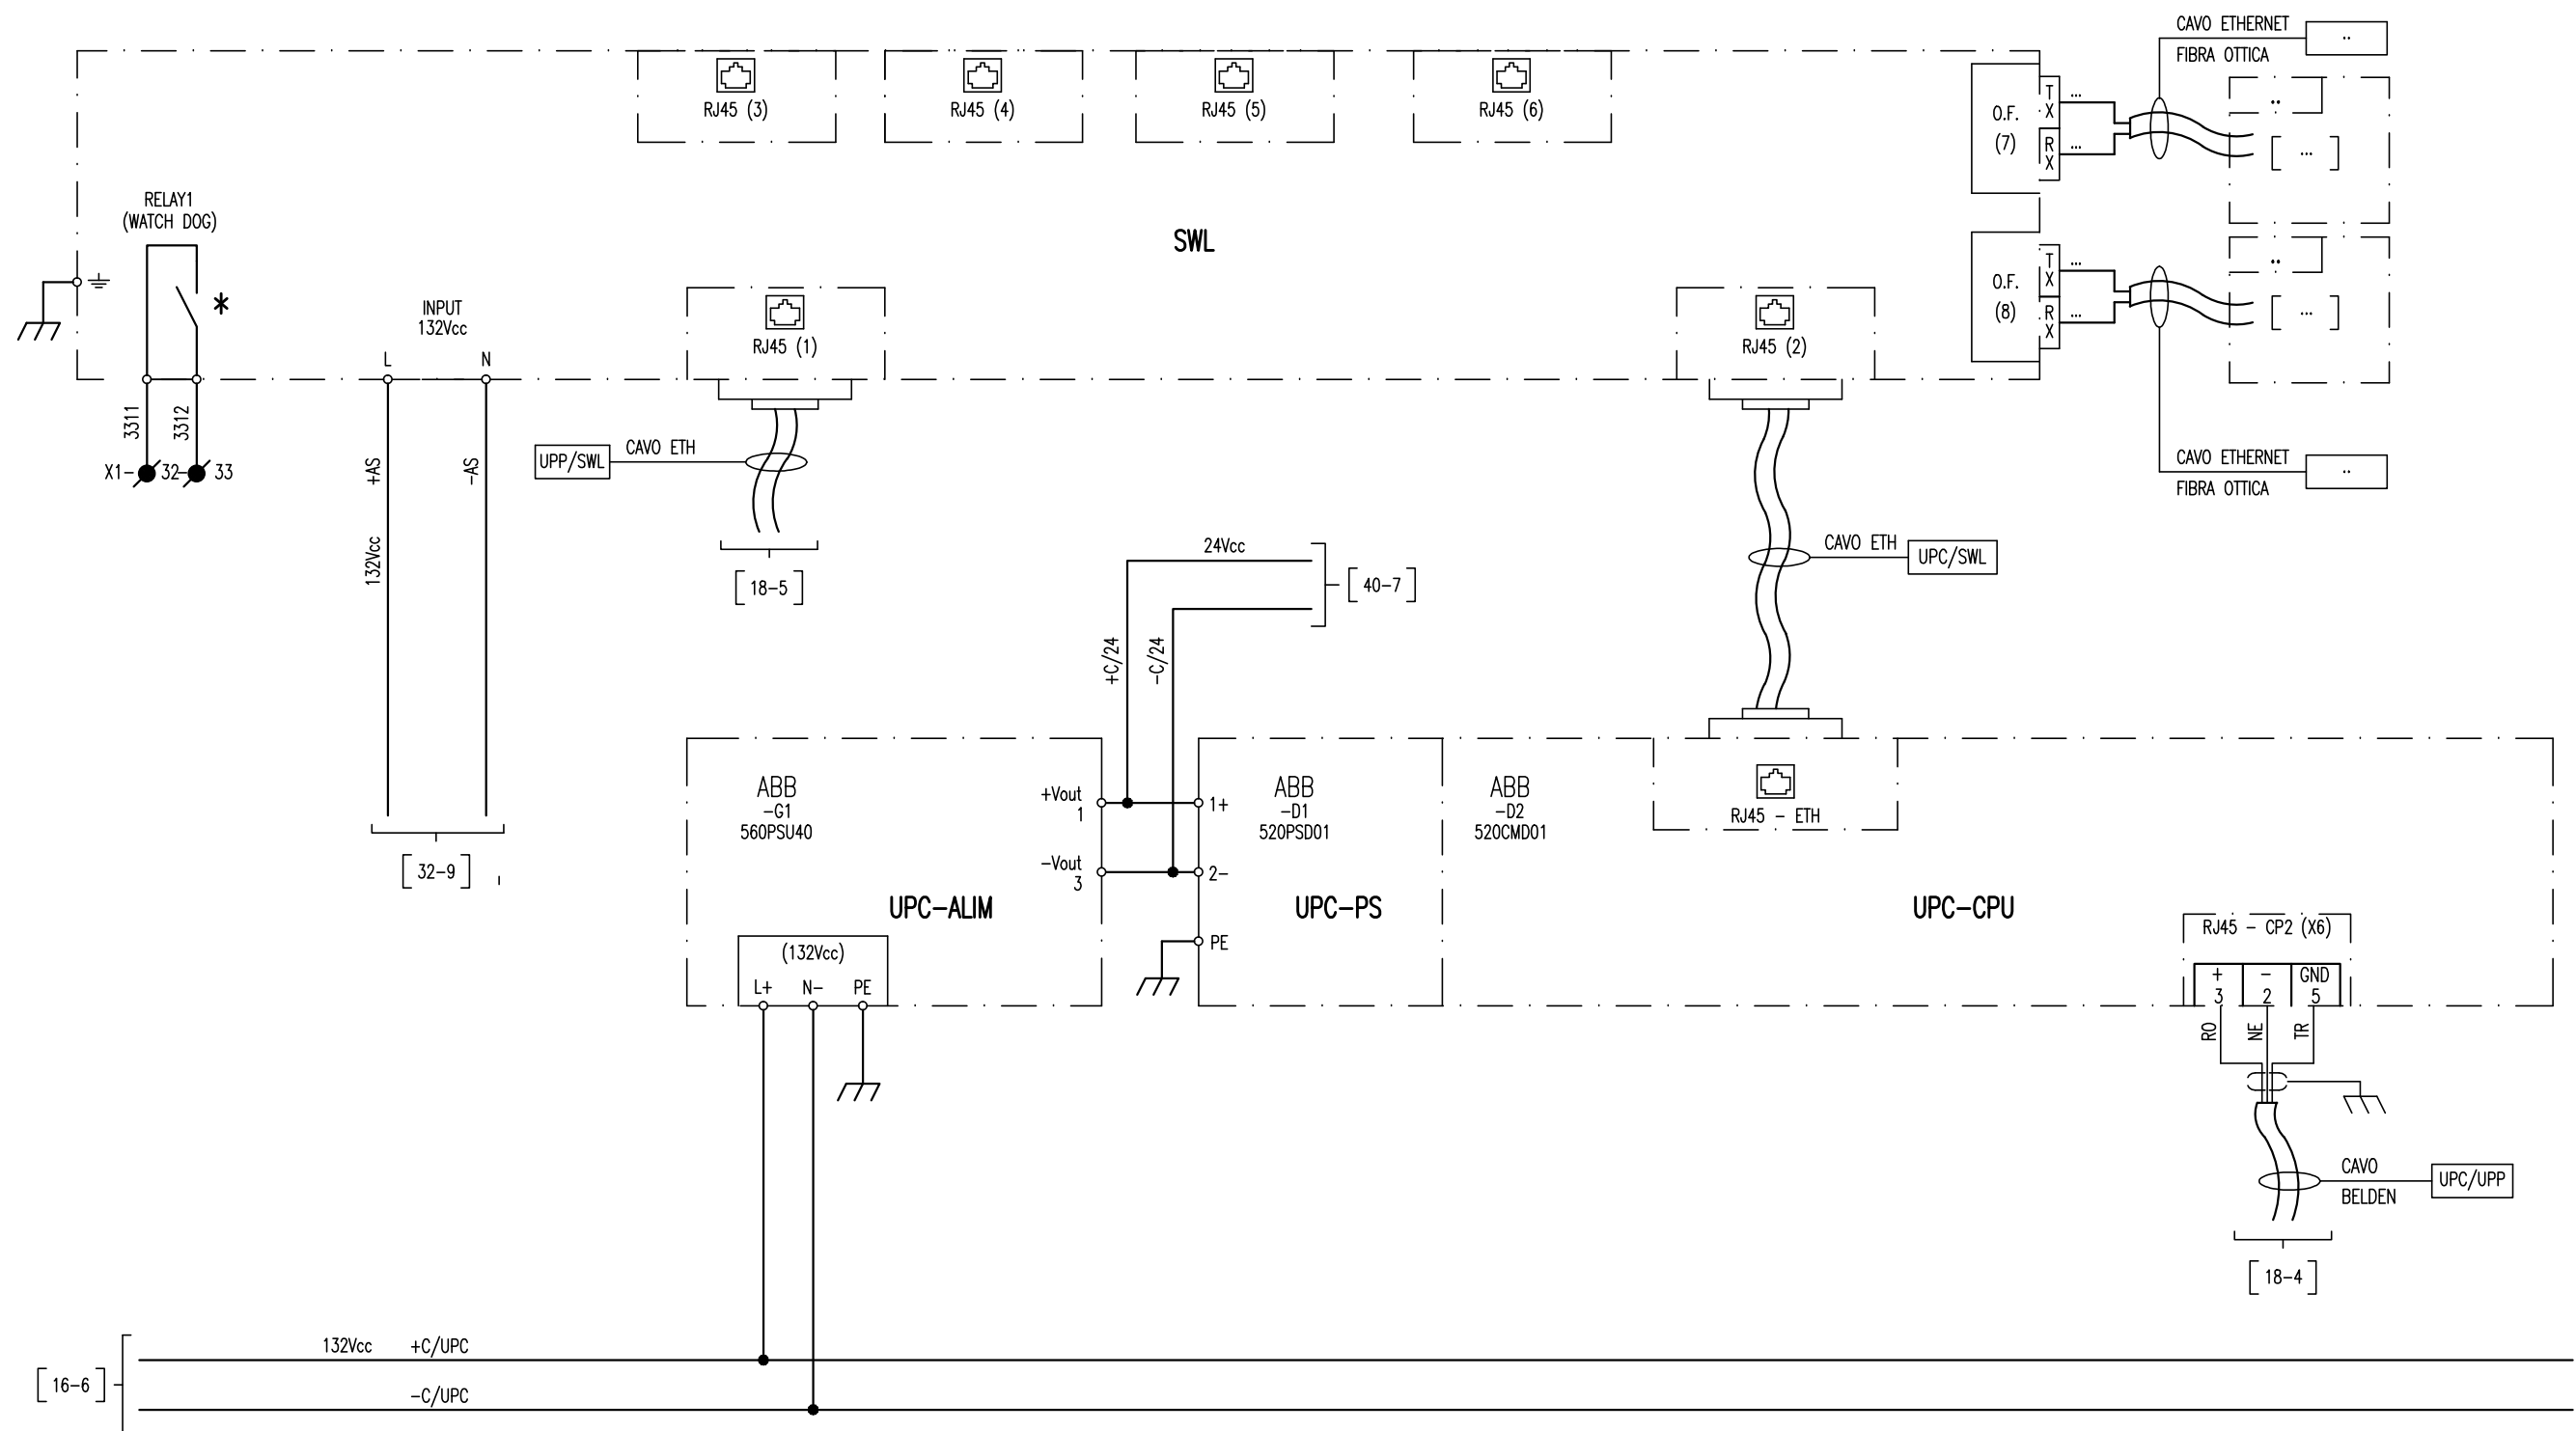 CAVO ETHERNET
..
FIBRA OTTICA
RJ45 (3)
RJ45 (4)
RJ45 (5)
RJ45 (6)
O.F.
(7)
TX
...
RX
...
..
[ ... ]
RELAY1
(WATCH DOG)
*
SWL
O.F.
(8)
TX
...
RX
...
..
[ ... ]
INPUT
132Vcc
L
N
RJ45 (1)
RJ45 (2)
3311
3312
X1-
32-
33
+AS
-AS
132Vcc
UPP/SWL
CAVO ETH
[ 18-5 ]
CAVO ETHERNET
..
FIBRA OTTICA
24Vcc
[ 40-7 ]
+C/24
-C/24
CAVO ETH
UPC/SWL
[ 32-9 ]
ABB
-G1
560PSU40
+Vout
1
-Vout
3
UPC-ALIM
(132Vcc)
L+
N-
PE
1+
2-
PE
ABB
-D1
520PSD01
UPC-PS
ABB
-D2
520CMD01
RJ45 - ETH
UPC-CPU
RJ45 - CP2 (X6)
+
-
GND
3
2
5
RO
NE
TR
CAVO
BELDEN
UPC/UPP
[ 18-4 ]
[ 16-6 ]
132Vcc
+C/UPC
-C/UPC